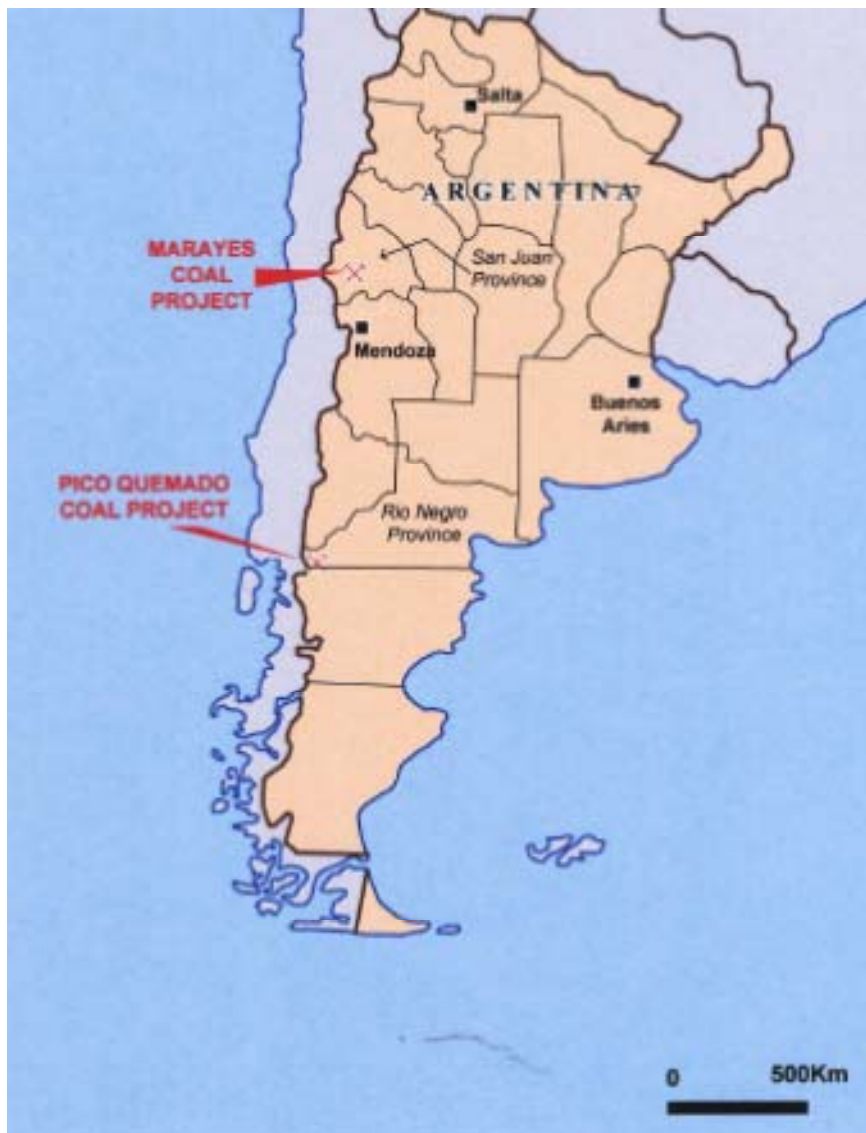 Salta
ARGENTINA
MARAYES
COAL
PROJECT
San Juan
Province
Mendoza
Buenos
Aries
PICO QUEMADO
COAL PROJECT
Rio Negro
Province
0 500Km